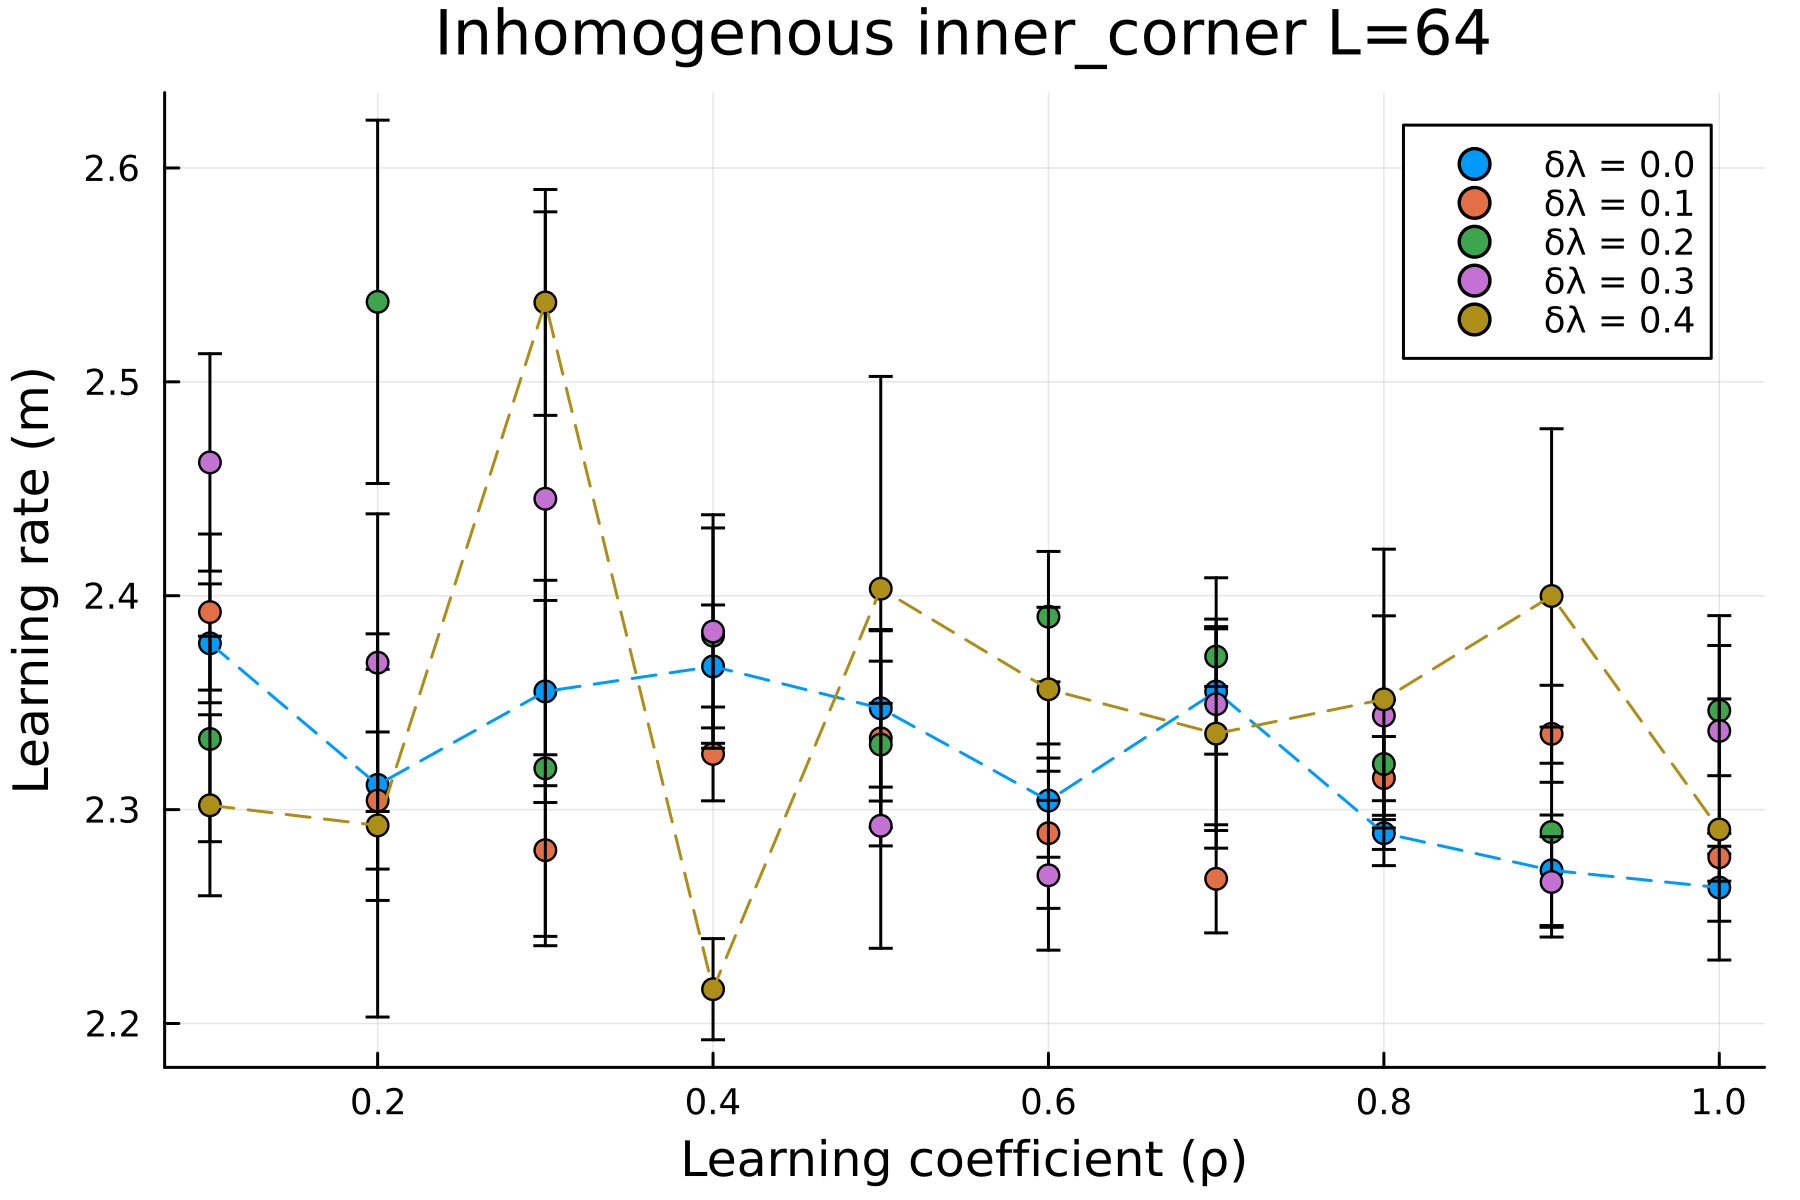 Inhomogenous inner_corner L=64
Learning rate (m)
2.6
2.5
2.4
2.3
2.2
δλ = 0.0
δλ = 0.1
δλ = 0.2
δλ = 0.3
δλ = 0.4
0.2 0.4 0.6 0.8 1.0
Learning coefficient (ρ)